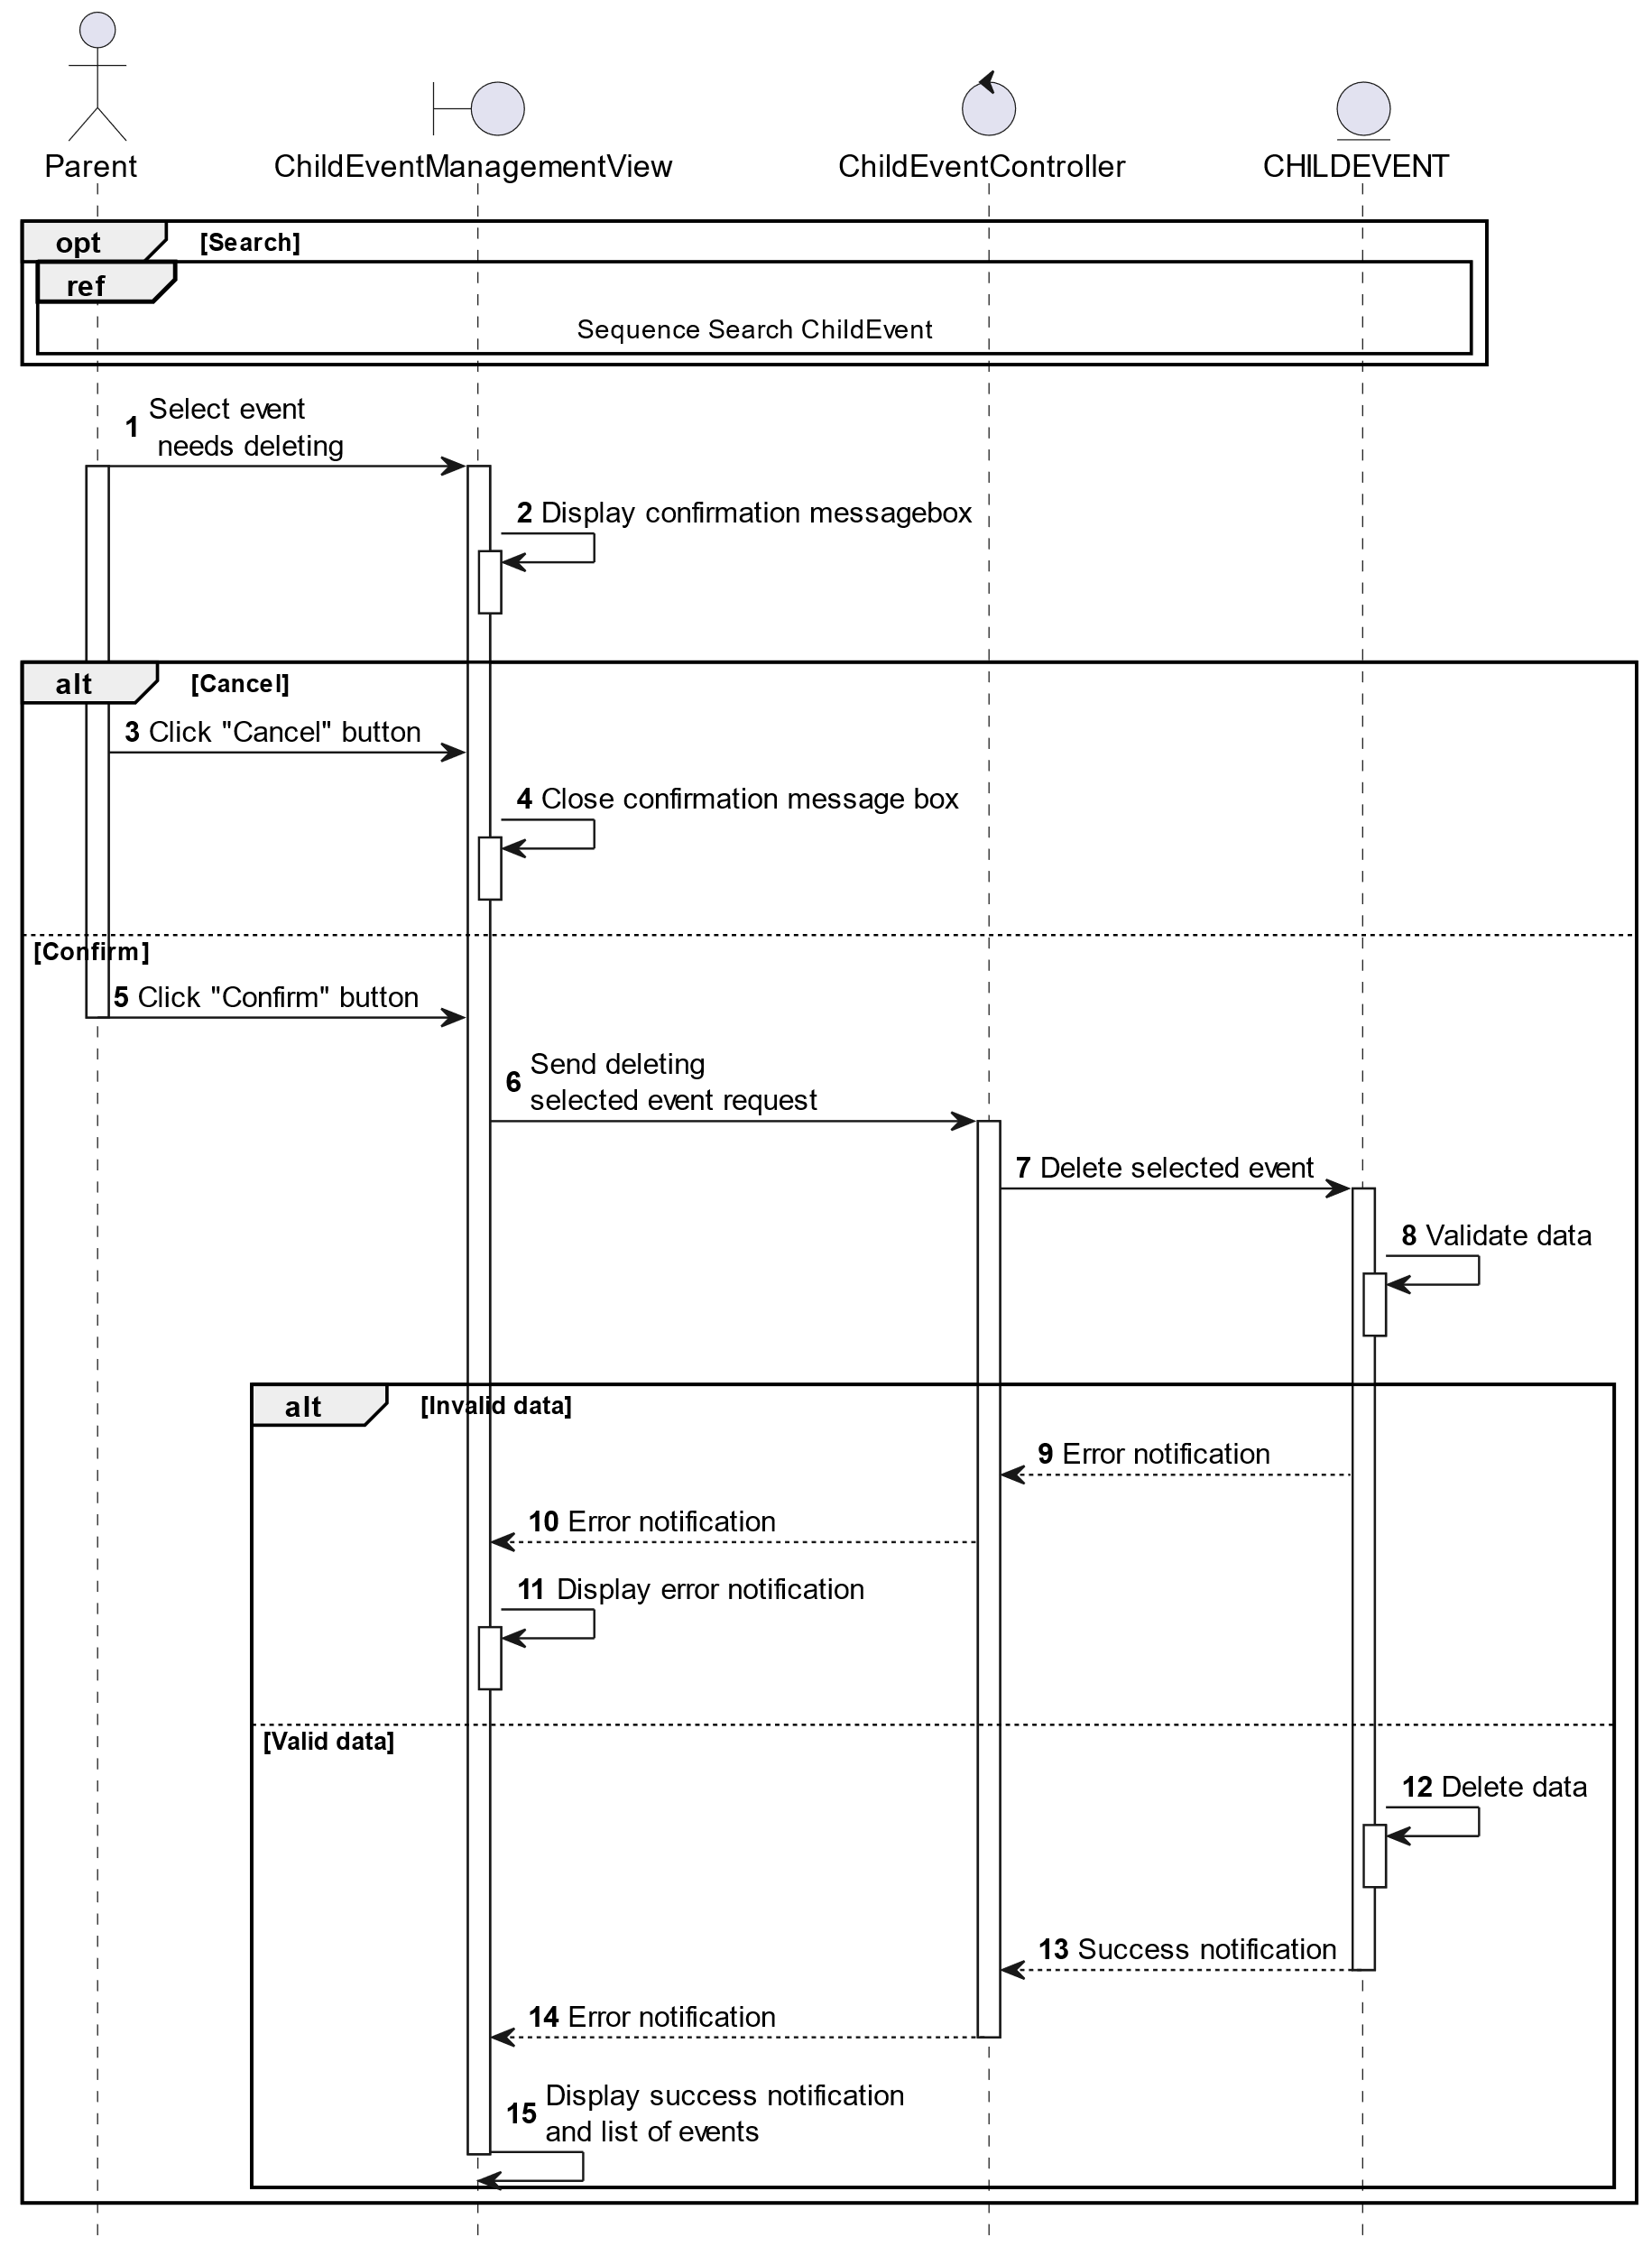 Parent
ChildEventManagementView
ChildEventController
CHILDEVENT
opt
[Search]
ref
Sequence Search ChildEvent
1 Select event
needs deleting
2 Display confirmation messagebox
alt
[Cancel]
3 Click "Cancel" button
4 Close confirmation message box
[Confirm]
5 Click "Confirm" button
6 Send deleting
selected event request
7 Delete selected event
8 Validate data
alt
[Invalid data]
9 Error notification
10 Error notification
11 Display error notification
[Valid data]
12 Delete data
13 Success notification
14 Error notification
15 Display success notification
and list of events